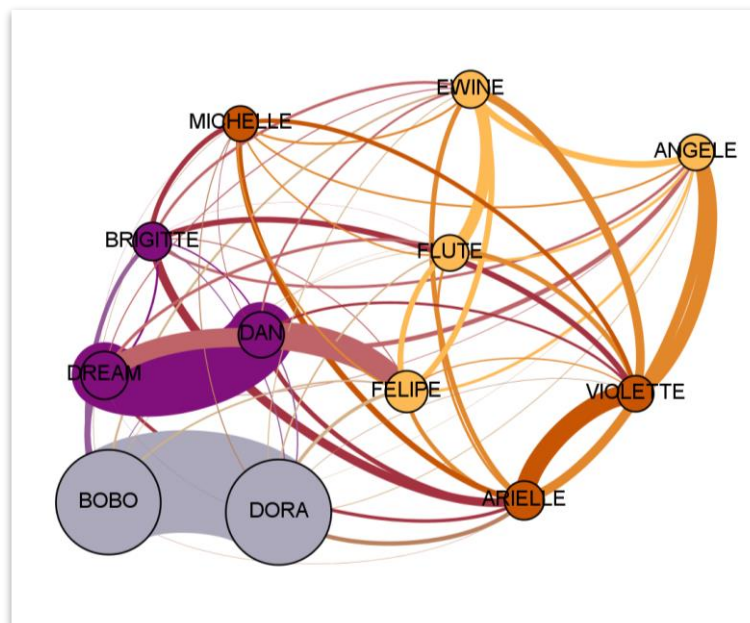 EWINE
MICHELLE
ANGELE
BRIGITTE
FLUTE
DAN
DREAM
FELIPE
VIOLETTE
BOBO
DORA
ARIELLE